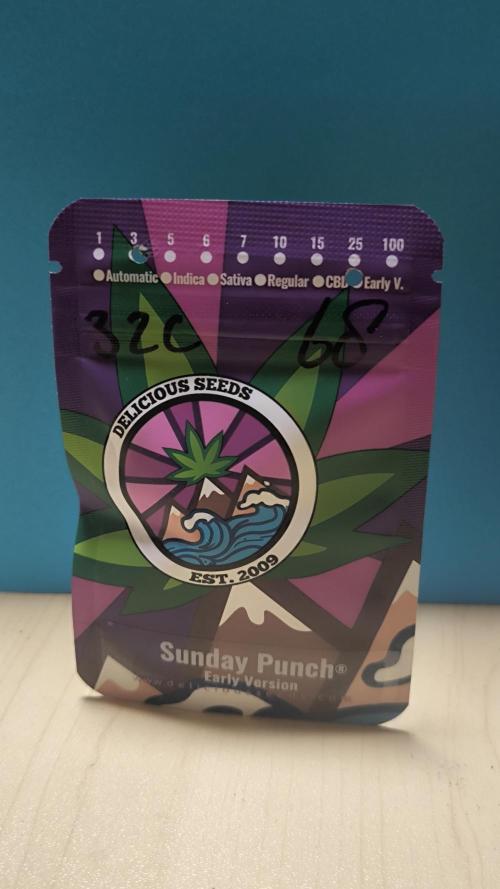 1 3 5 6 7 10 15 25 100
Automatic Indica Sativa Regular CBD Early V.
32C 68
DELICIOUS SEEDS
EST. 2009
Sunday Punch®
Early Version